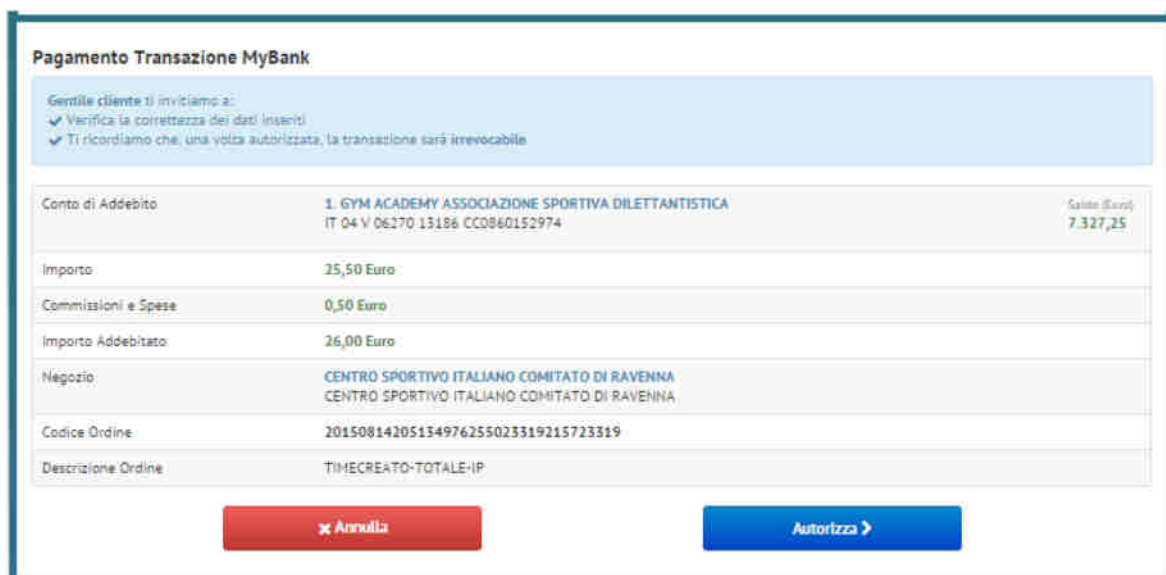 Pagamento Transazione MyBank
Gentile cliente ti invitiamo a:
Verifica la correttezza dei dati inseriti
Ti ricordiamo che, una volta autorizzata, la transazione sarà irrevocabile
Conto di Addebito
1. GYM ACADEMY ASSOCIAZIONE SPORTIVA DILETTANTISTICA
Saldo (Euro)
IT 04 V 06270 13186 CC0860152974
7.327,25
Importo
25,50 Euro
Commissioni e Spese
0,50 Euro
Importo Addebitato
26,00 Euro
Negozio
CENTRO SPORTIVO ITALIANO COMITATO DI RAVENNA
CENTRO SPORTIVO ITALIANO COMITATO DI RAVENNA
Codice Ordine
20150814205134976255023319215723319
Descrizione Ordine
TIMECREATO-TOTALE-IP
Annulla
Autorizza